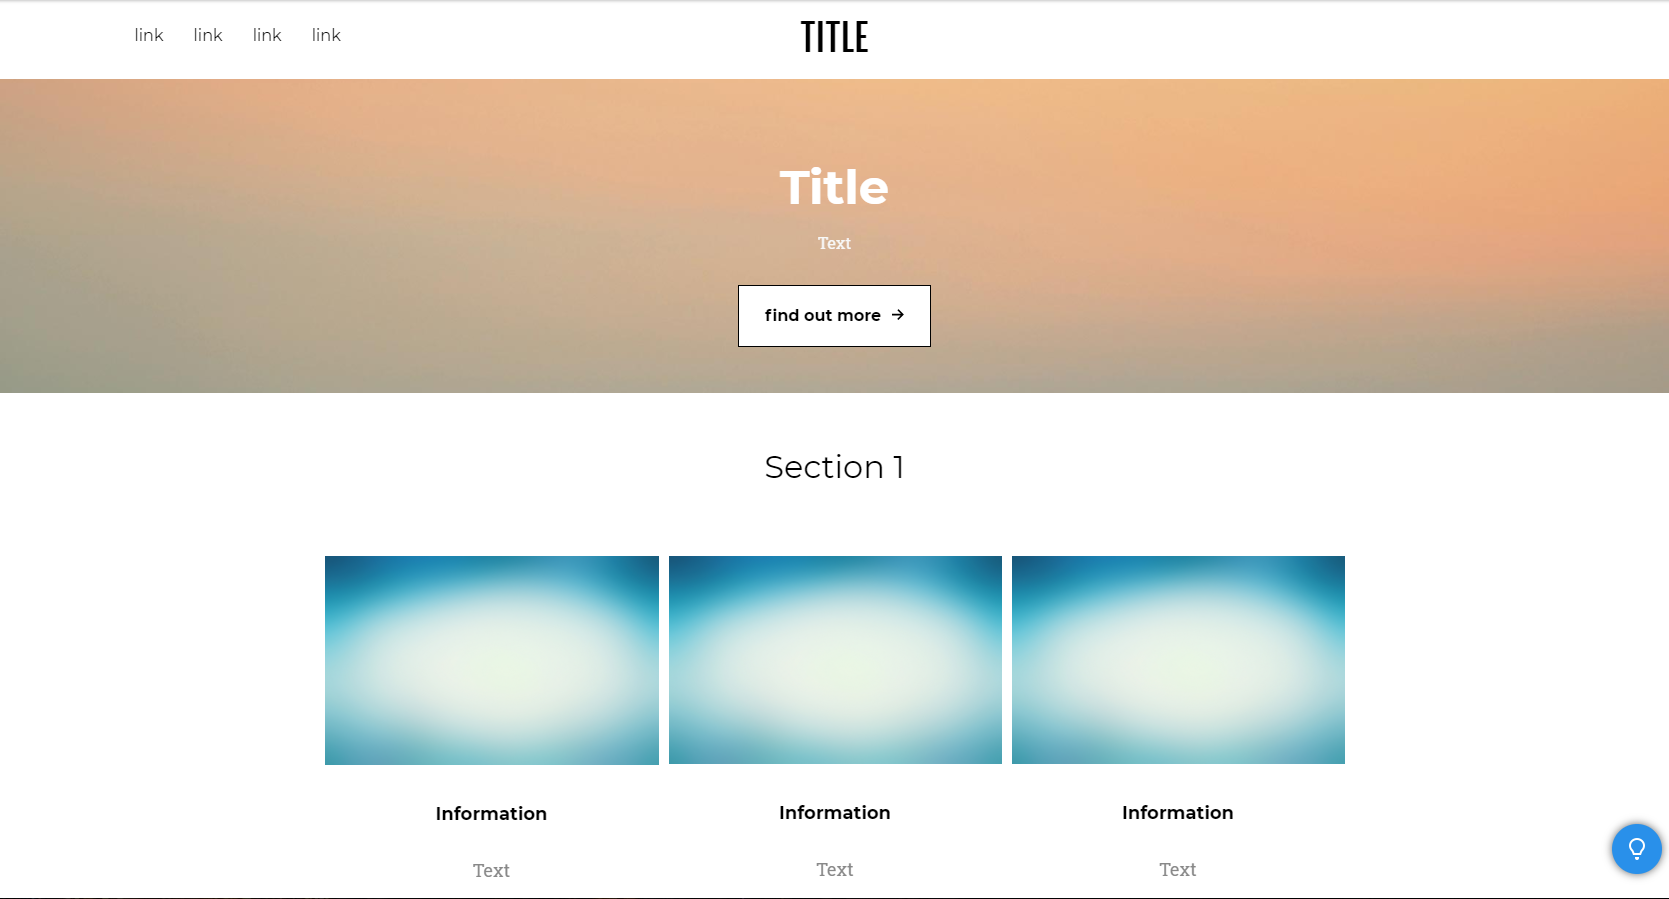 link link link link
TITLE
Title
Text
find out more →
Section 1
Information Information Information
Text Text Text